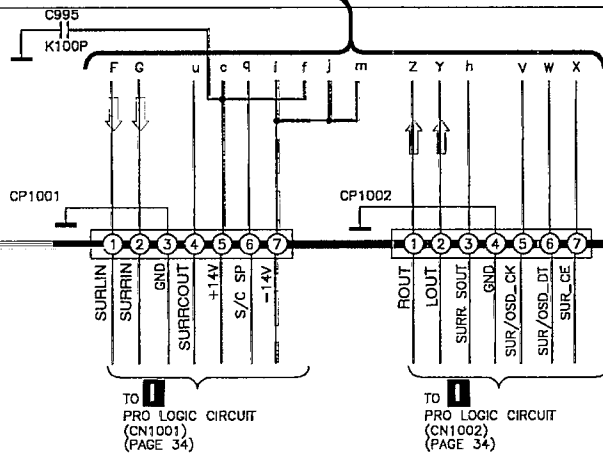 C995
K100P
F G u c q i f j m Z Y h V W X
CP1001
CP1002
1 2 3 4 5 6 7
1 2 3 4 5 6 7
SURLIN
SURRIN
GND
SURRCOUT
+14V
S/C SP
-14V
ROUT
LOUT
SURR SOUT
GND
SUR/OSD_CK
SUR/OSD_DT
SUR_CE
TO I
PRO LOGIC CIRCUIT
(CN1001)
(PAGE 34)
TO I
PRO LOGIC CIRCUIT
(CN1002)
(PAGE 34)